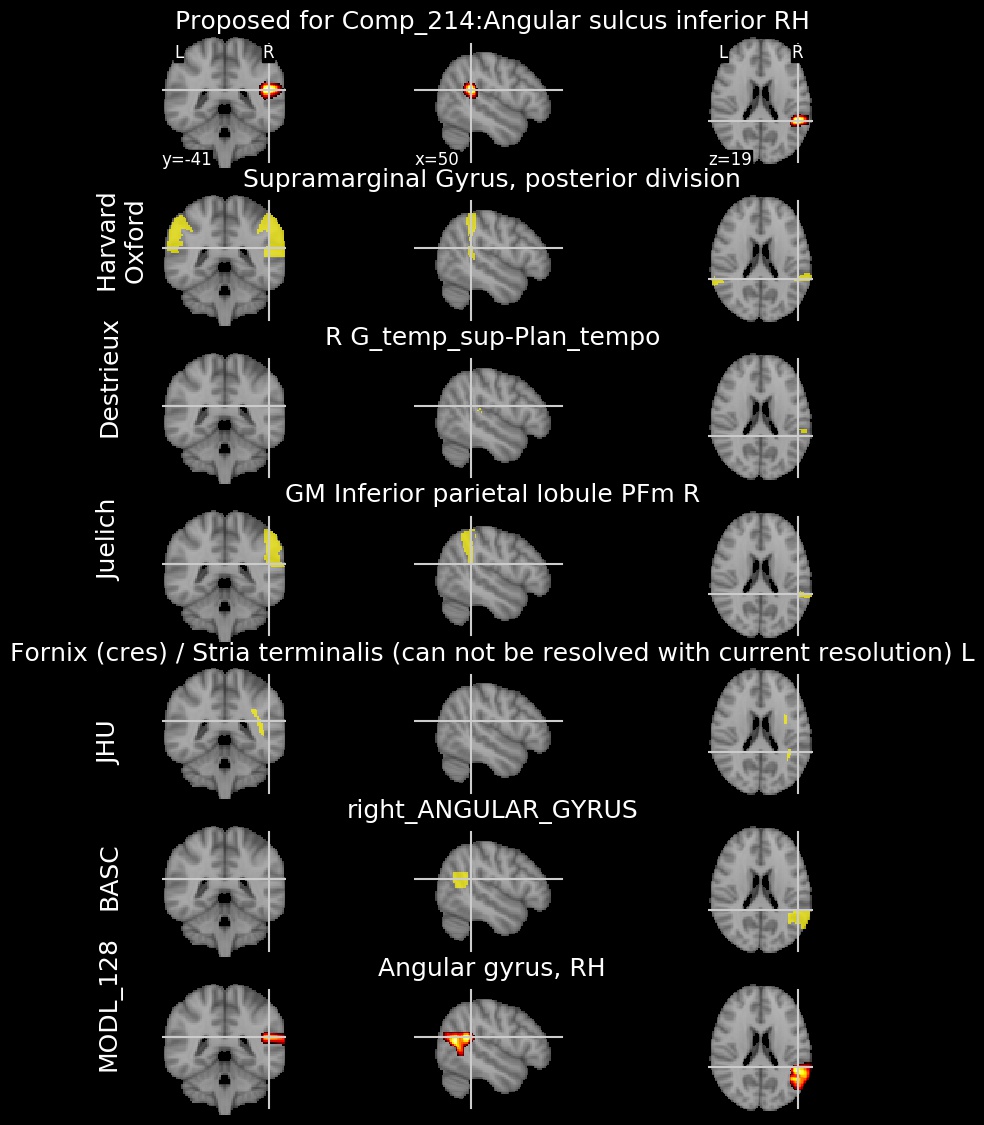 Proposed for Comp_214:Angular sulcus inferior RH
L R L R
y=-41 x=50 z=19
Supramarginal Gyrus, posterior division
Harvard
Oxford
R G_temp_sup-Plan_tempo
Destrieux
GM Inferior parietal lobule PFm R
Juelich
Fornix (cres) / Stria terminalis (can not be resolved with current resolution) L
JHU
right_ANGULAR_GYRUS
BASC
Angular gyrus, RH
MODL_128